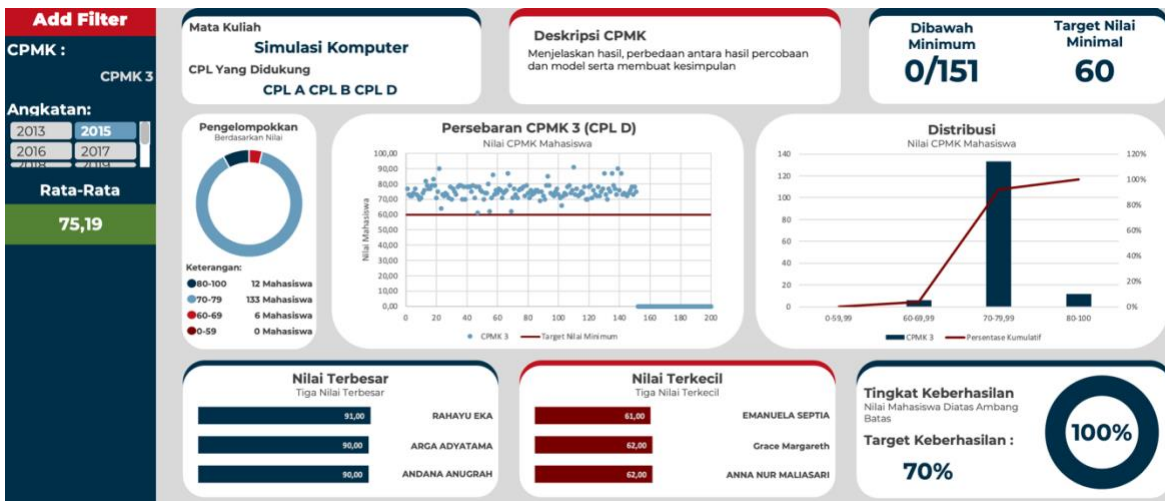 Add Filter
CPMK :
CPMK 3
Angkatan:
2013 2015
2016 2017
2018 2019
Rata-Rata
75,19
Mata Kuliah
Simulasi Komputer
CPL Yang Didukung
CPL A CPL B CPL D
Deskripsi CPMK
Menjelaskan hasil, perbedaan antara hasil percobaan
dan model serta membuat kesimpulan
Dibawah
Minimum
0/151
Target Nilai
Minimal
60
Pengelompokkan
Berdasarkan Nilai
Keterangan:
80-100 12 Mahasiswa
70-79 133 Mahasiswa
60-69 6 Mahasiswa
0-59 0 Mahasiswa
Persebaran CPMK 3 (CPL D)
Nilai CPMK Mahasiswa
Nilai Mahasiswa
100,00
90,00
80,00
70,00
60,00
50,00
40,00
30,00
20,00
10,00
0,00
0 20 40 60 80 100 120 140 160 180 200
CPMK 3 Target Nilai Minimum
Distribusi
Nilai CPMK Mahasiswa
140 120%
120 100%
100 80%
80 60%
60 40%
40 20%
20 0%
0
0-59,99 60-69,99 70-79,99 80-100
CPMK 3 Persentase Kumulatif
Nilai Terbesar
Tiga Nilai Terbesar
91,00 RAHAYU EKA
90,00 ARGA ADYATAMA
90,00 ANDANA ANUGRAH
Nilai Terkecil
Tiga Nilai Terkecil
61,00 EMANUELA SEPTIA
62,00 Grace Margareth
62,00 ANNA NUR MALIASARI
Tingkat Keberhasilan
Nilai Mahasiswa Diatas Ambang
Batas
Target Keberhasilan :
70%
100%